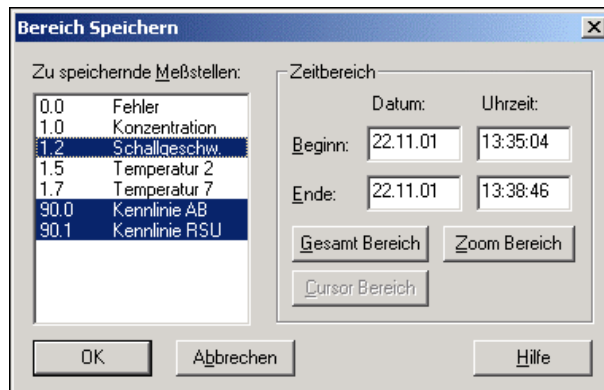 Bereich Speichern
Zu speichernde Meßstellen:
0.0 Fehler
1.0 Konzentration
1.2 Schallgeschw.
1.5 Temperatur 2
1.7 Temperatur 7
90.0 Kennlinie AB
90.1 Kennlinie RSU
Zeitbereich
Datum: Uhrzeit:
Beginn: 22.11.01 13:35:04
Ende: 22.11.01 13:38:46
Gesamt Bereich Zoom Bereich
Cursor Bereich
OK Abbrechen Hilfe